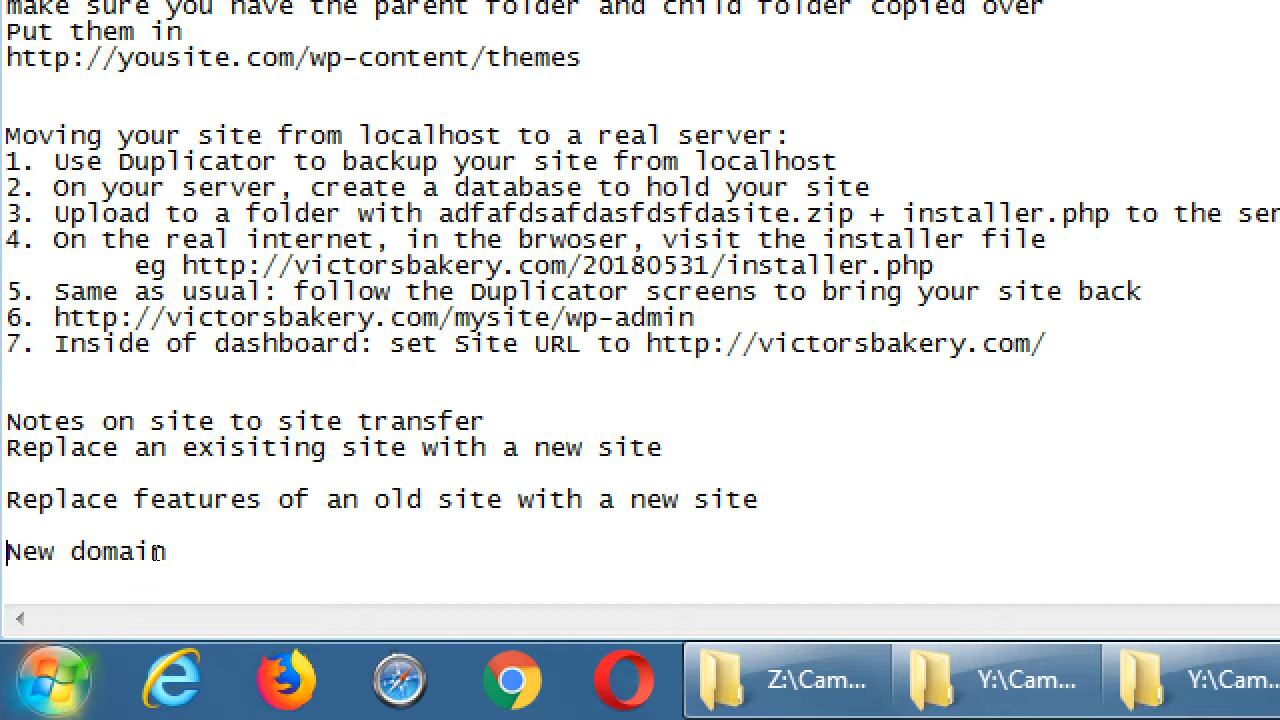 make sure you have the parent folder and child folder copied over
Put them in
http://yousite.com/wp-content/themes
Moving your site from localhost to a real server:
1. Use Duplicator to backup your site from localhost
2. On your server, create a database to hold your site
3. Upload to a folder with adfafdsafdasfdsfdasite.zip + installer.php to the
4. On the real internet, in the brwoser, visit the installer file
eg http://victorsbakery.com/20180531/installer.php
5. Same as usual: follow the Duplicator screens to bring your site back
6. http://victorsbakery.com/mysite/wp-admin
7. Inside of dashboard: set Site URL to http://victorsbakery.com/
Notes on site to site transfer
Replace an exisiting site with a new site
Replace features of an old site with a new site
New domain
Z:\Cam... Y:\Cam... Y:\Cam...